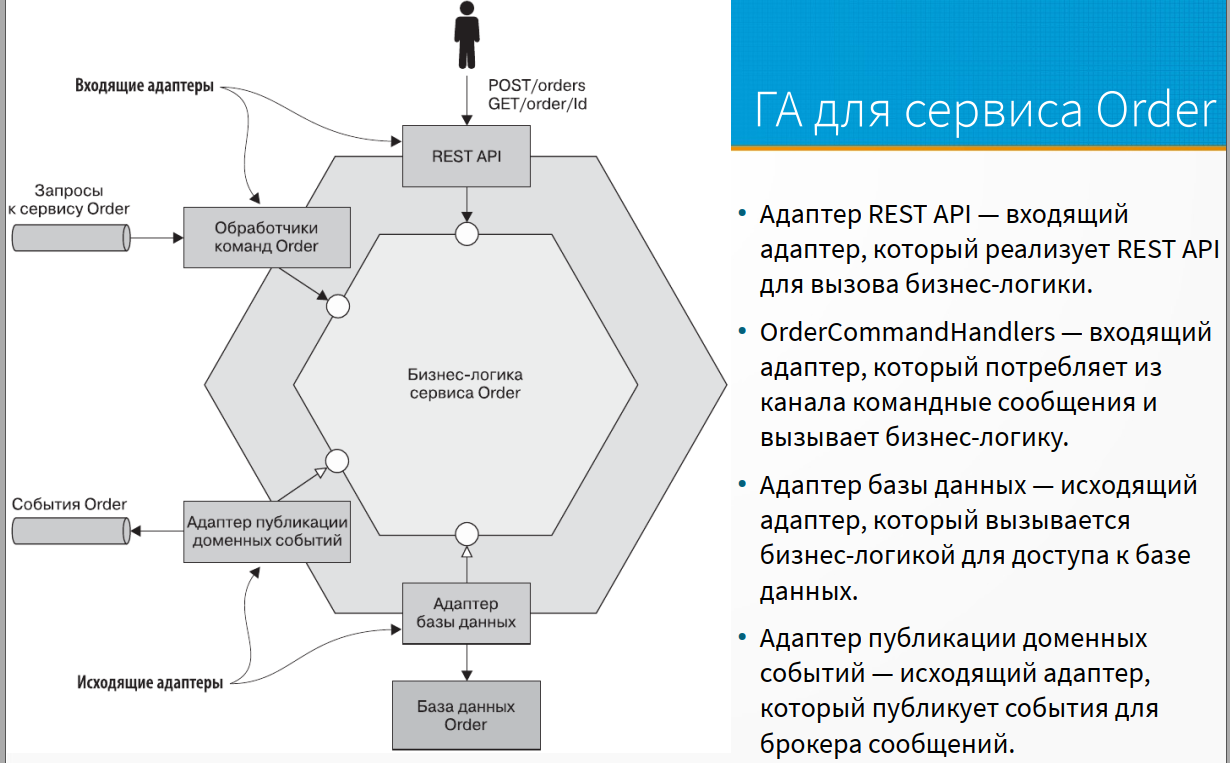 Входящие адаптеры
POST/orders
GET/order/Id
REST API
Запросы
к сервису Order
Обработчики
команд Order
Бизнес-логика
сервиса Order
События Order
Адаптер публикации
доменных событий
Адаптер
базы данных
Исходящие адаптеры
База данных
Order
ГА для сервиса Order
• Адаптер REST API — входящий
адаптер, который реализует REST API
для вызова бизнес-логики.
• OrderCommandHandlers — входящий
адаптер, который потребляет из
канала командные сообщения и
вызывает бизнес-логику.
• Адаптер базы данных — исходящий
адаптер, который вызывается
бизнес-логикой для доступа к базе
данных.
• Адаптер публикации доменных
событий — исходящий адаптер,
который публикует события для
брокера сообщений.